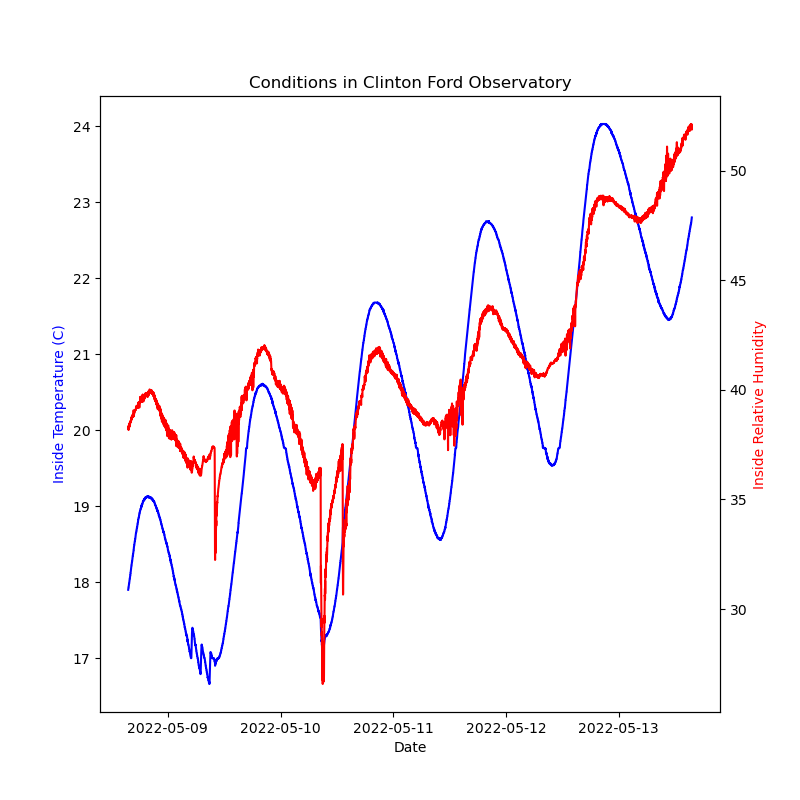 Conditions in Clinton Ford Observatory
24
23
22
21
20
19
18
17
Inside Temperature (C)
50
45
40
35
30
Inside Relative Humidity
2022-05-09 2022-05-10 2022-05-11 2022-05-12 2022-05-13
Date